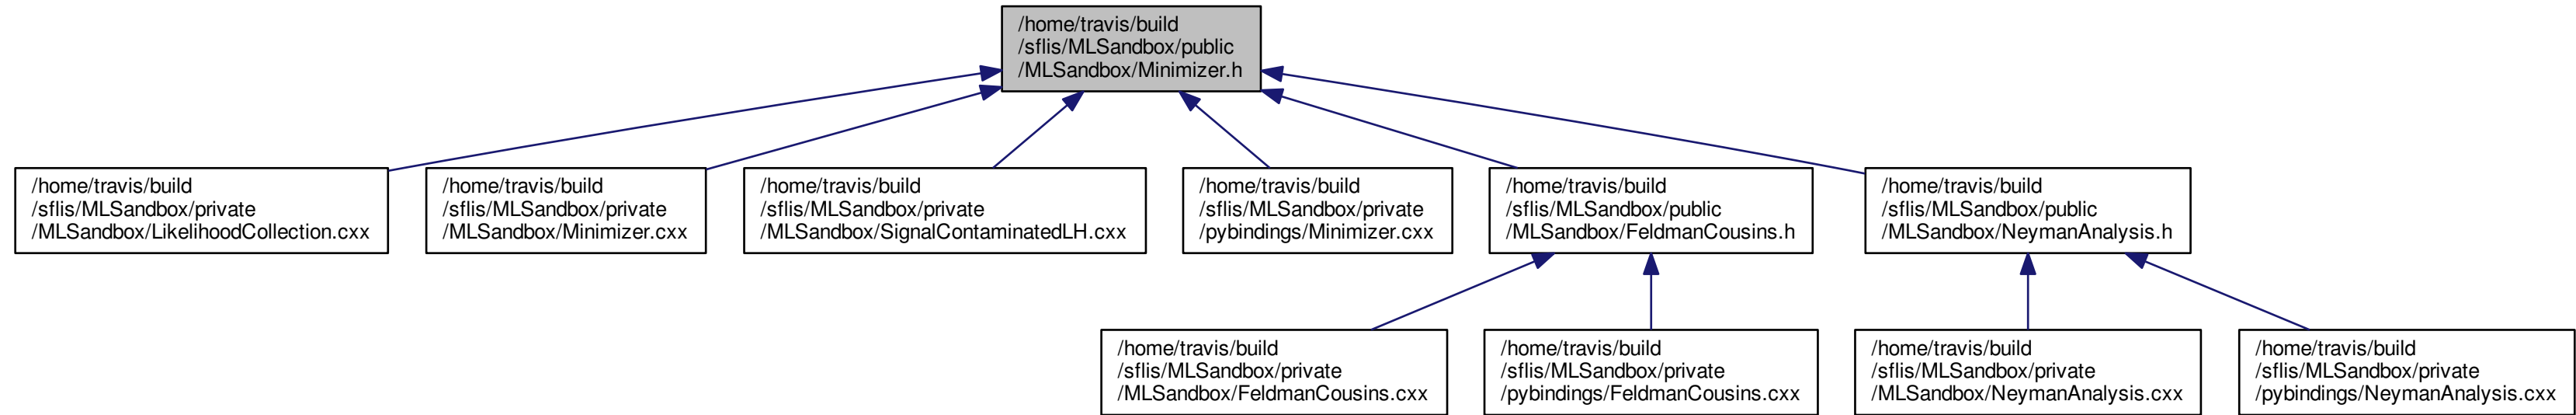 /home/travis/build
/sflis/MLSandbox/public
/MLSandbox/Minimizer.h
/home/travis/build
/sflis/MLSandbox/private
/MLSandbox/LikelihoodCollection.cxx
/home/travis/build
/sflis/MLSandbox/private
/MLSandbox/Minimizer.cxx
/home/travis/build
/sflis/MLSandbox/private
/MLSandbox/SignalContaminatedLH.cxx
/home/travis/build
/sflis/MLSandbox/private
/pybindings/Minimizer.cxx
/home/travis/build
/sflis/MLSandbox/public
/MLSandbox/FeldmanCousins.h
/home/travis/build
/sflis/MLSandbox/public
/MLSandbox/NeymanAnalysis.h
/home/travis/build
/sflis/MLSandbox/private
/MLSandbox/FeldmanCousins.cxx
/home/travis/build
/sflis/MLSandbox/private
/pybindings/FeldmanCousins.cxx
/home/travis/build
/sflis/MLSandbox/private
/MLSandbox/NeymanAnalysis.cxx
/home/travis/build
/sflis/MLSandbox/private
/pybindings/NeymanAnalysis.cxx